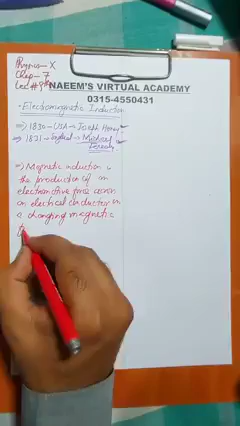 Physics - X
Chap - 7
Lec #
NAEEM'S VIRTUAL ACADEMY
0315-4550431
Electromagnetic Induction
=> 1830 - USA -> Joseph Henry
=> 1831 - England -> Michael
Faraday
=> Magnetic induction is
the production of an
electromotive force across
an electrical conductor in
a changing magnetic